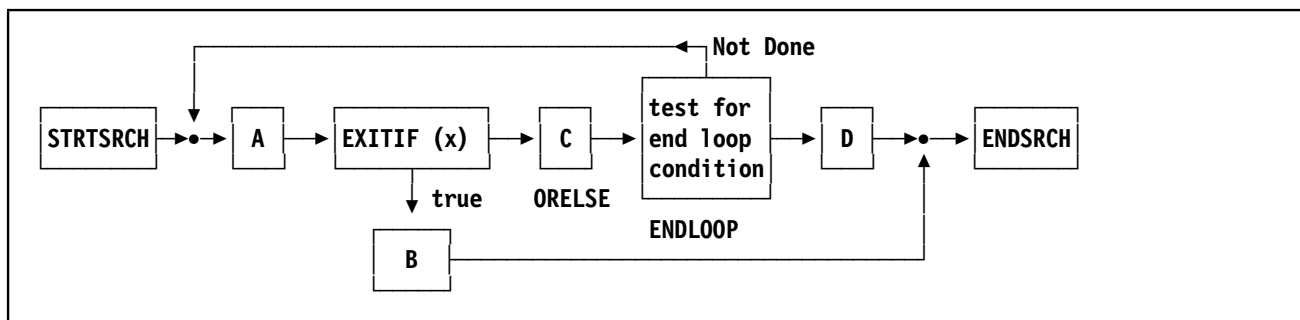 Not Done
STRTSRCH
A
EXITIF (x)
C
test for
end loop
condition
D
ENDSRCH
true
ORELSE
ENDLOOP
B